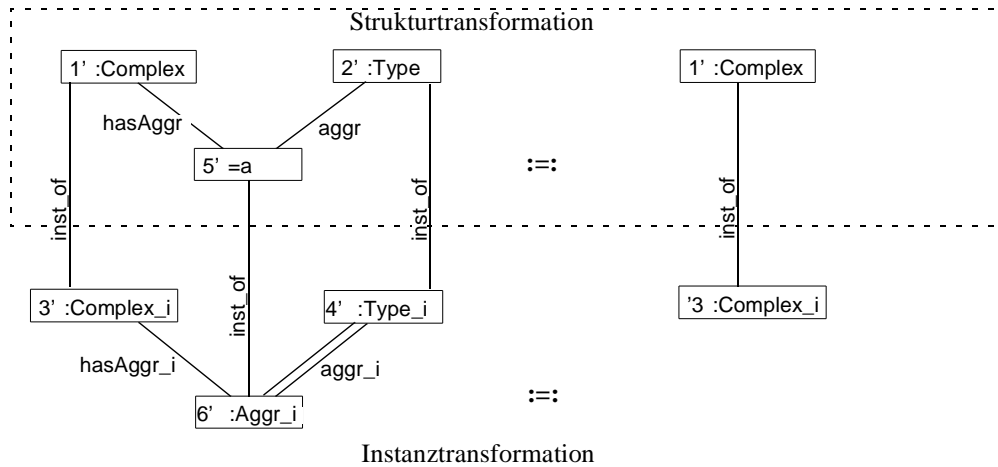 Strukturtransformation
1' :Complex
2' :Type
1' :Complex
hasAggr
aggr
5' =a
:=:
inst_of
inst_of
inst_of
inst_of
3' :Complex_i
4' :Type_i
'3 :Complex_i
hasAggr_i
aggr_i
6' :Aggr_i
:=:
Instanztransformation